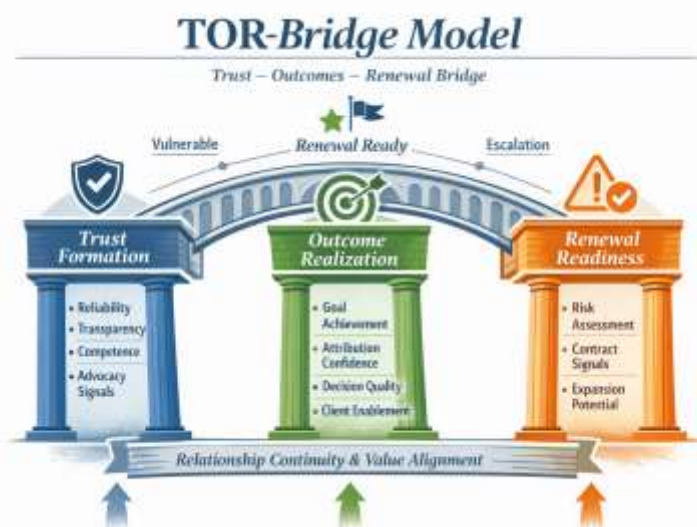 TOR-Bridge Model
Trust – Outcomes – Renewal Bridge
Vulnerable
Renewal Ready
Escalation
Trust
Formation
• Reliability
• Transparency
• Competence
• Advocacy
Signals
Outcome
Realization
• Goal
Achievement
• Attribution
Confidence
• Decision Quality
• Client Enablement
Renewal
Readiness
• Risk
Assessment
• Contract
Signals
• Expansion
Potential
Relationship Continuity & Value Alignment